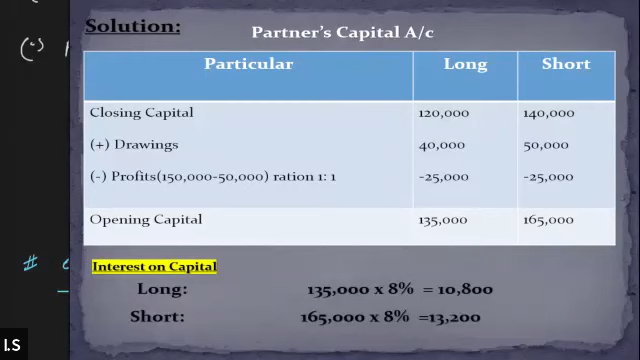 Solution:
Partner's Capital A/c
Particular Long Short
Closing Capital 120,000 140,000
(+) Drawings 40,000 50,000
(-) Profits(150,000-50,000) ration 1: 1 -25,000 -25,000
Opening Capital 135,000 165,000
Interest on Capital
Long: 135,000 x 8% = 10,800
Short: 165,000 x 8% =13,200
#
I.S